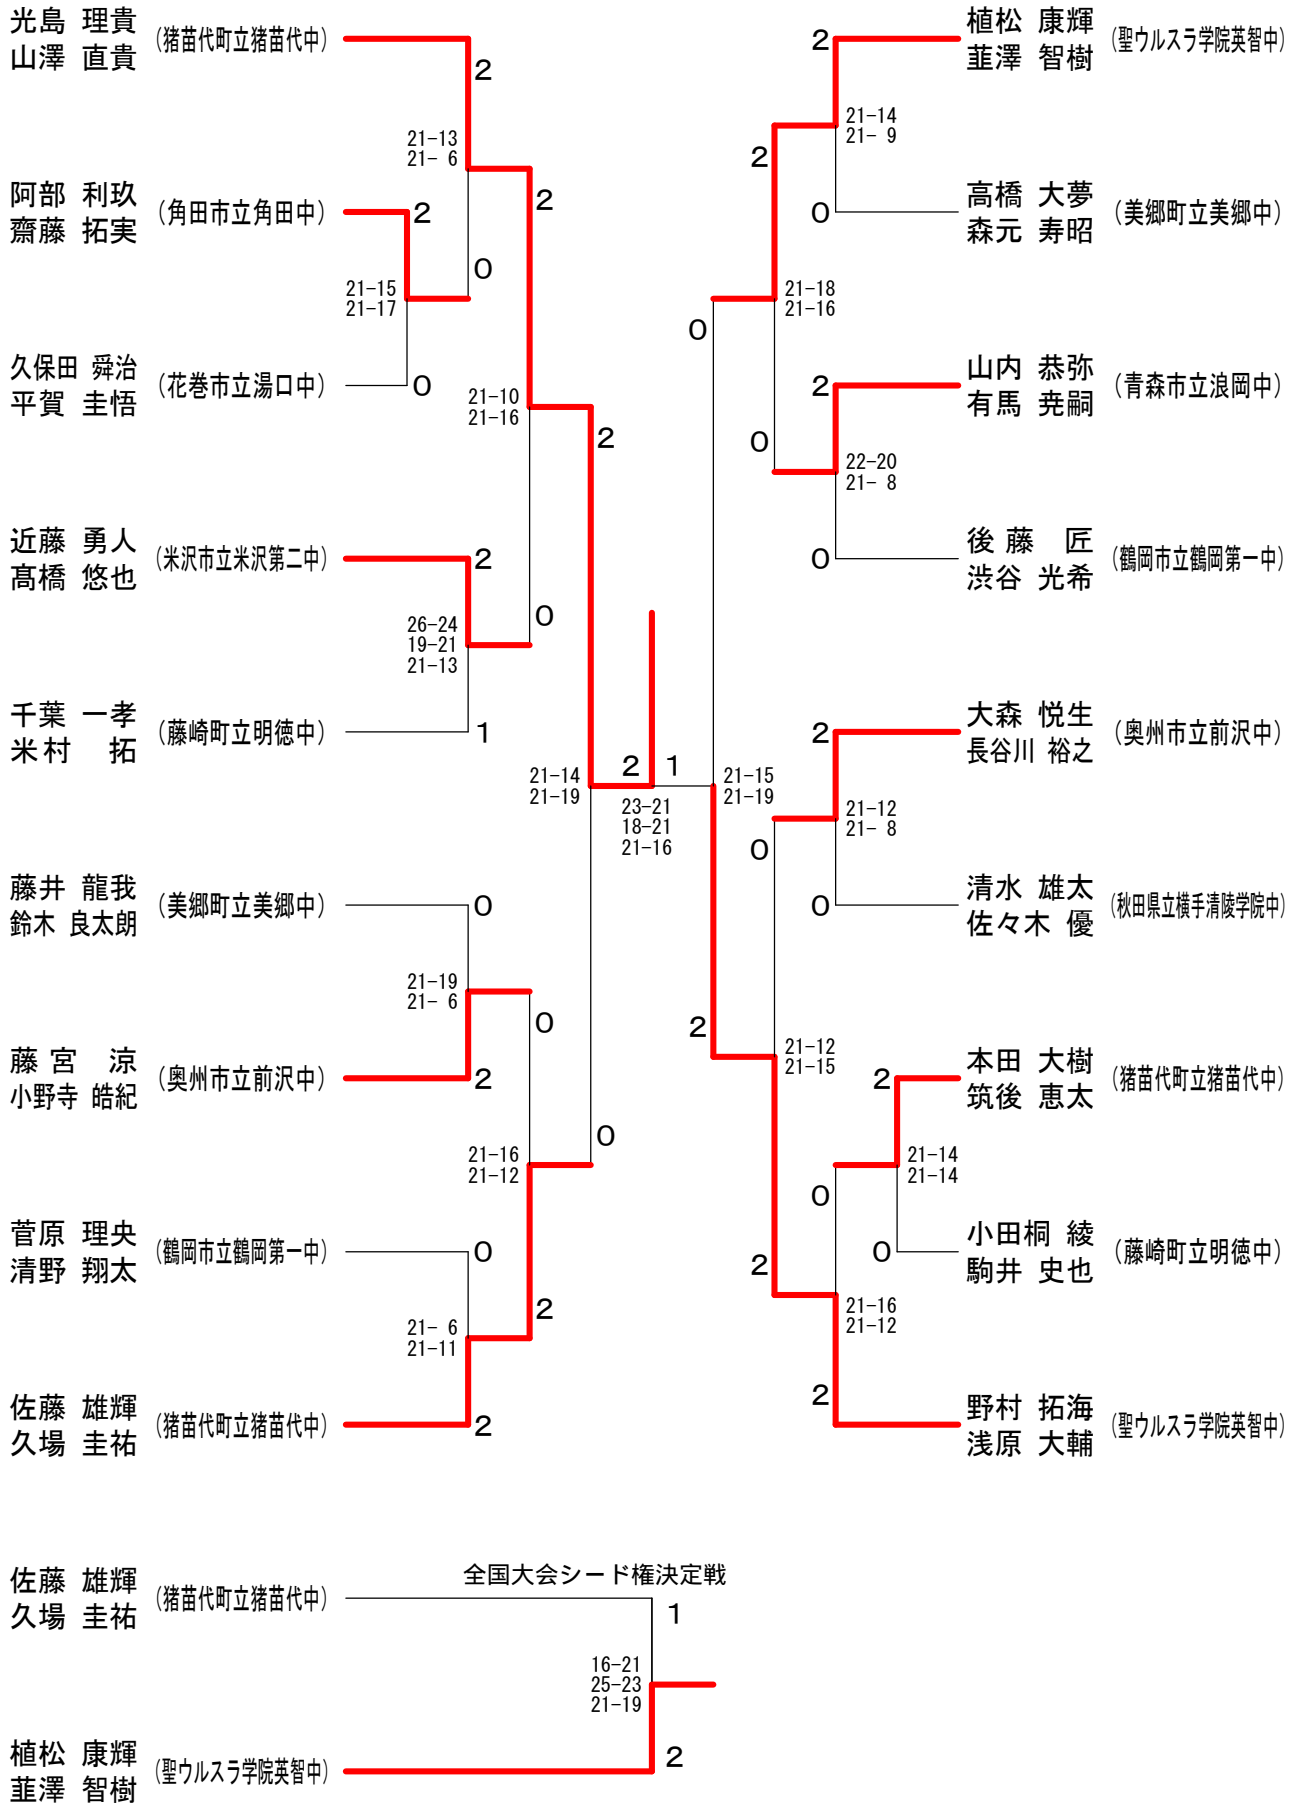 光島 理貴
山澤 直貴
(猪苗代町立猪苗代中)
2
21-13
21- 6
2
阿部 利玖
齋藤 拓実
(角田市立角田中)
2
0
21-15
21-17
久保田 舜治
平賀 圭悟
(花巻市立湯口中)
0
21-10
21-16
2
近藤 勇人
髙橋 悠也
(米沢市立米沢第二中)
2
0
26-24
19-21
21-13
千葉 一孝
米村 拓
(藤崎町立明徳中)
1
21-14
21-19
2
1
23-21
18-21
21-16
藤井 龍我
鈴木 良太朗
(美郷町立美郷中)
0
21-19
21- 6
0
藤宮 涼
小野寺 皓紀
(奥州市立前沢中)
2
0
21-16
21-12
菅原 理央
清野 翔太
(鶴岡市立鶴岡第一中)
0
2
21- 6
21-11
佐藤 雄輝
久場 圭祐
(猪苗代町立猪苗代中)
2
植松 康輝
韮澤 智樹
(聖ウルスラ学院英智中)
2
21-14
21- 9
2
高橋 大夢
森元 寿昭
(美郷町立美郷中)
0
21-18
21-16
0
山内 恭弥
有馬 尭嗣
(青森市立浪岡中)
2
0
22-20
21- 8
後藤 匠
渋谷 光希
(鶴岡市立鶴岡第一中)
0
大森 悦生
長谷川 裕之
(奥州市立前沢中)
2
21-15
21-19
21-12
21- 8
0
清水 雄太
佐々木 優
(秋田県立横手清陵学院中)
0
2
21-12
21-15
本田 大樹
筑後 恵太
(猪苗代町立猪苗代中)
2
21-14
21-14
0
小田桐 綾
駒井 史也
(藤崎町立明徳中)
0
2
21-16
21-12
野村 拓海
浅原 大輔
(聖ウルスラ学院英智中)
2
全国大会シード権決定戦
佐藤 雄輝
久場 圭祐
(猪苗代町立猪苗代中)
1
16-21
25-23
21-19
植松 康輝
韮澤 智樹
(聖ウルスラ学院英智中)
2